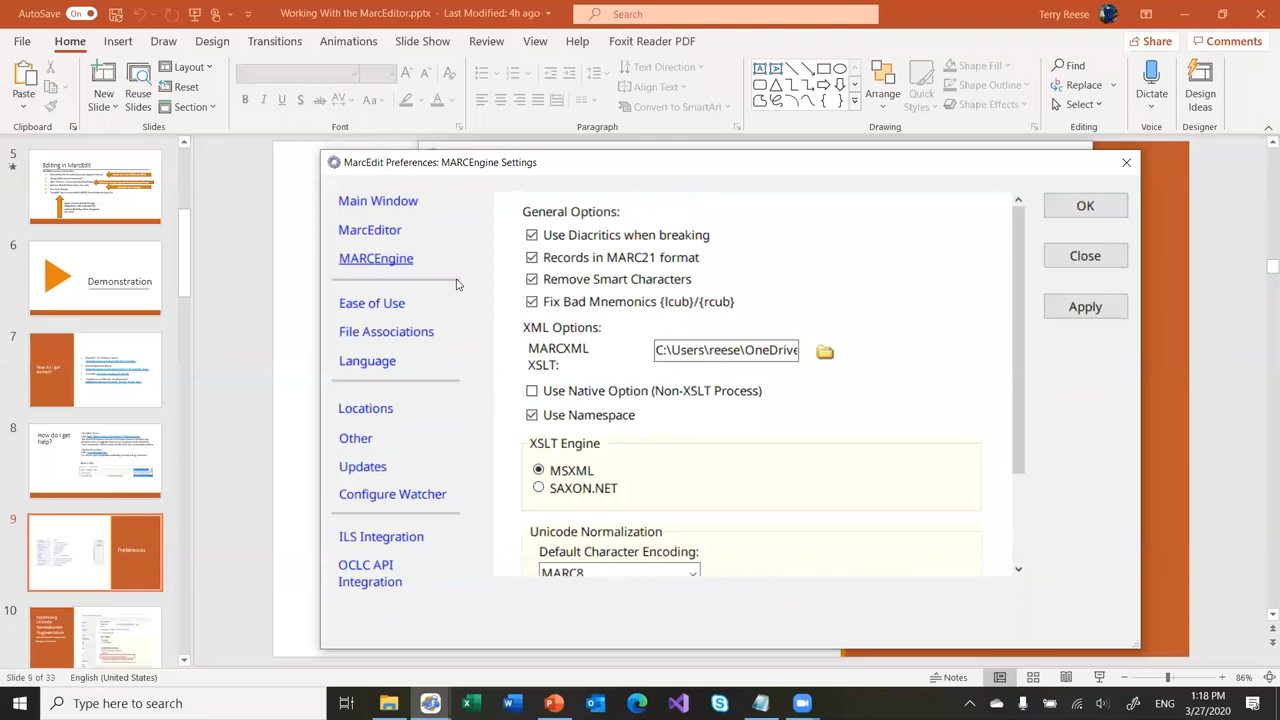 AutoSave On
Working With the MarcEditor.pptx - Last Modified: 4h ago
Search
Terry Reese
File Home Insert Draw Design Transitions Animations Slide Show Review View Help Foxit Reader PDF
Share Comments
Paste
New Slide
Reuse Slides
Layout
Reset
Section
Text Direction
Align Text
Convert to SmartArt
Arrange
Quick Styles
Shape Fill
Shape Outline
Shape Effects
Find
Replace
Select
Dictate
Design Ideas
Clipboard Slides Font Paragraph Drawing Editing Voice Designer
5
Editing in MarcEdit
6
Demonstration
7
8
How do I get help?
9
Preferences
10
MarcEdit Preferences: MARCEngine Settings
Main Window
MarcEditor
MARCEngine
Ease of Use
File Associations
Language
Locations
Other
Updates
Configure Watcher
ILS Integration
OCLC API
Integration
General Options:
Use Diacritics when breaking
Records in MARC21 format
Remove Smart Characters
Fix Bad Mnemonics {lcub}/{rcub}
XML Options:
MARCXML
XSLT:
C:\Users\reese\OneDrive
Use Native Option (Non-XSLT Process)
Use Namespace
XSLT Engine
MSXML
SAXON.NET
Unicode Normalization
Default Character Encoding:
MARC8
OK
Close
Apply
Slide 9 of 33
English (United States)
Notes
86%
Type here to search
ENG
1:18 PM
3/27/2020